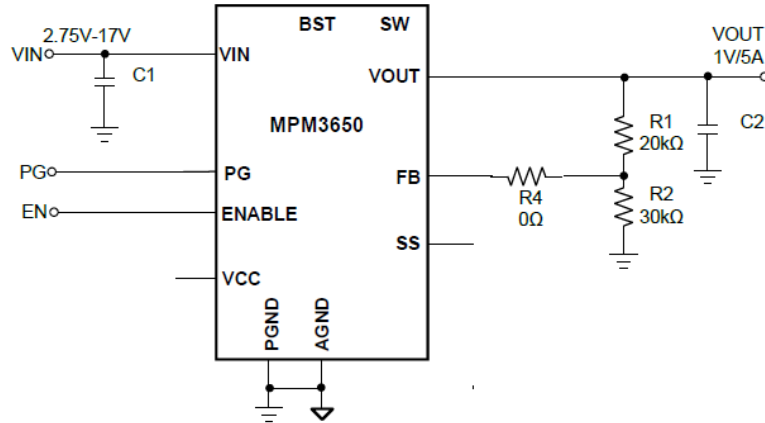 BST SW
2.75V-17V
VIN
VIN
C1
VOUT
VOUT
1V/5A
MPM3650
R1
20kΩ
C2
PG
PG
FB
R4
0Ω
R2
30kΩ
EN
ENABLE
SS
VCC
PGND
AGND